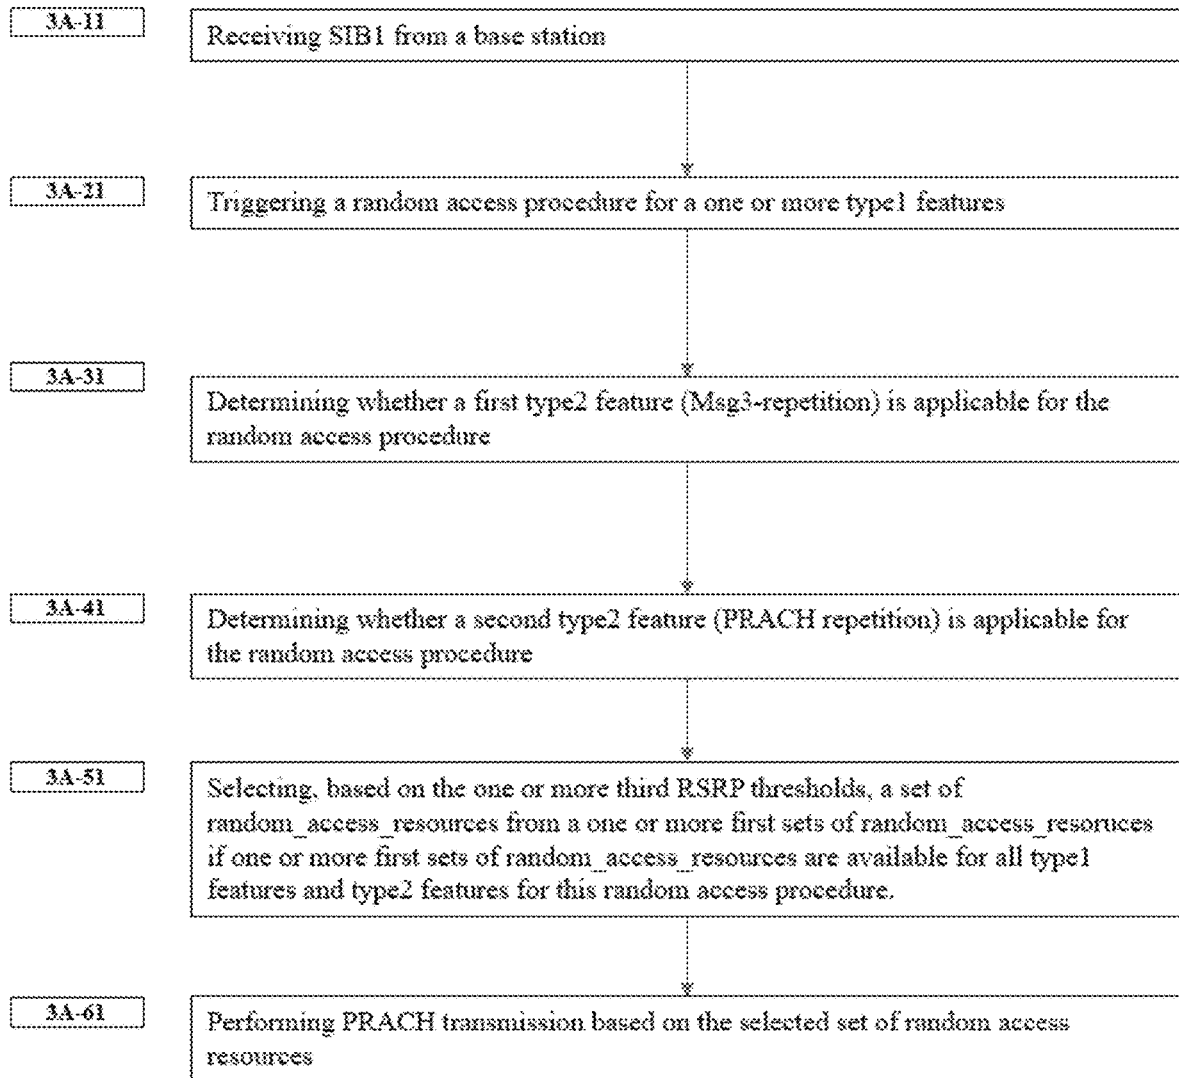 3A-11
Receiving SIB1 from a base station
3A-21
Triggering a random access procedure for a one or more type1 features
3A-31
Determining whether a first type2 feature (Msg3-repetition) is applicable for the
random access procedure
3A-41
Determining whether a second type2 feature (PRACH repetition) is applicable for
the random access procedure
3A-51
Selecting, based on the one or more third RSRP thresholds, a set of
random_access_resources from a one or more first sets of random_access_resoruces
if one or more first sets of random_access_resources are available for all type1
features and type2 features for this random access procedure.
3A-61
Performing PRACH transmission based on the selected set of random access
resources